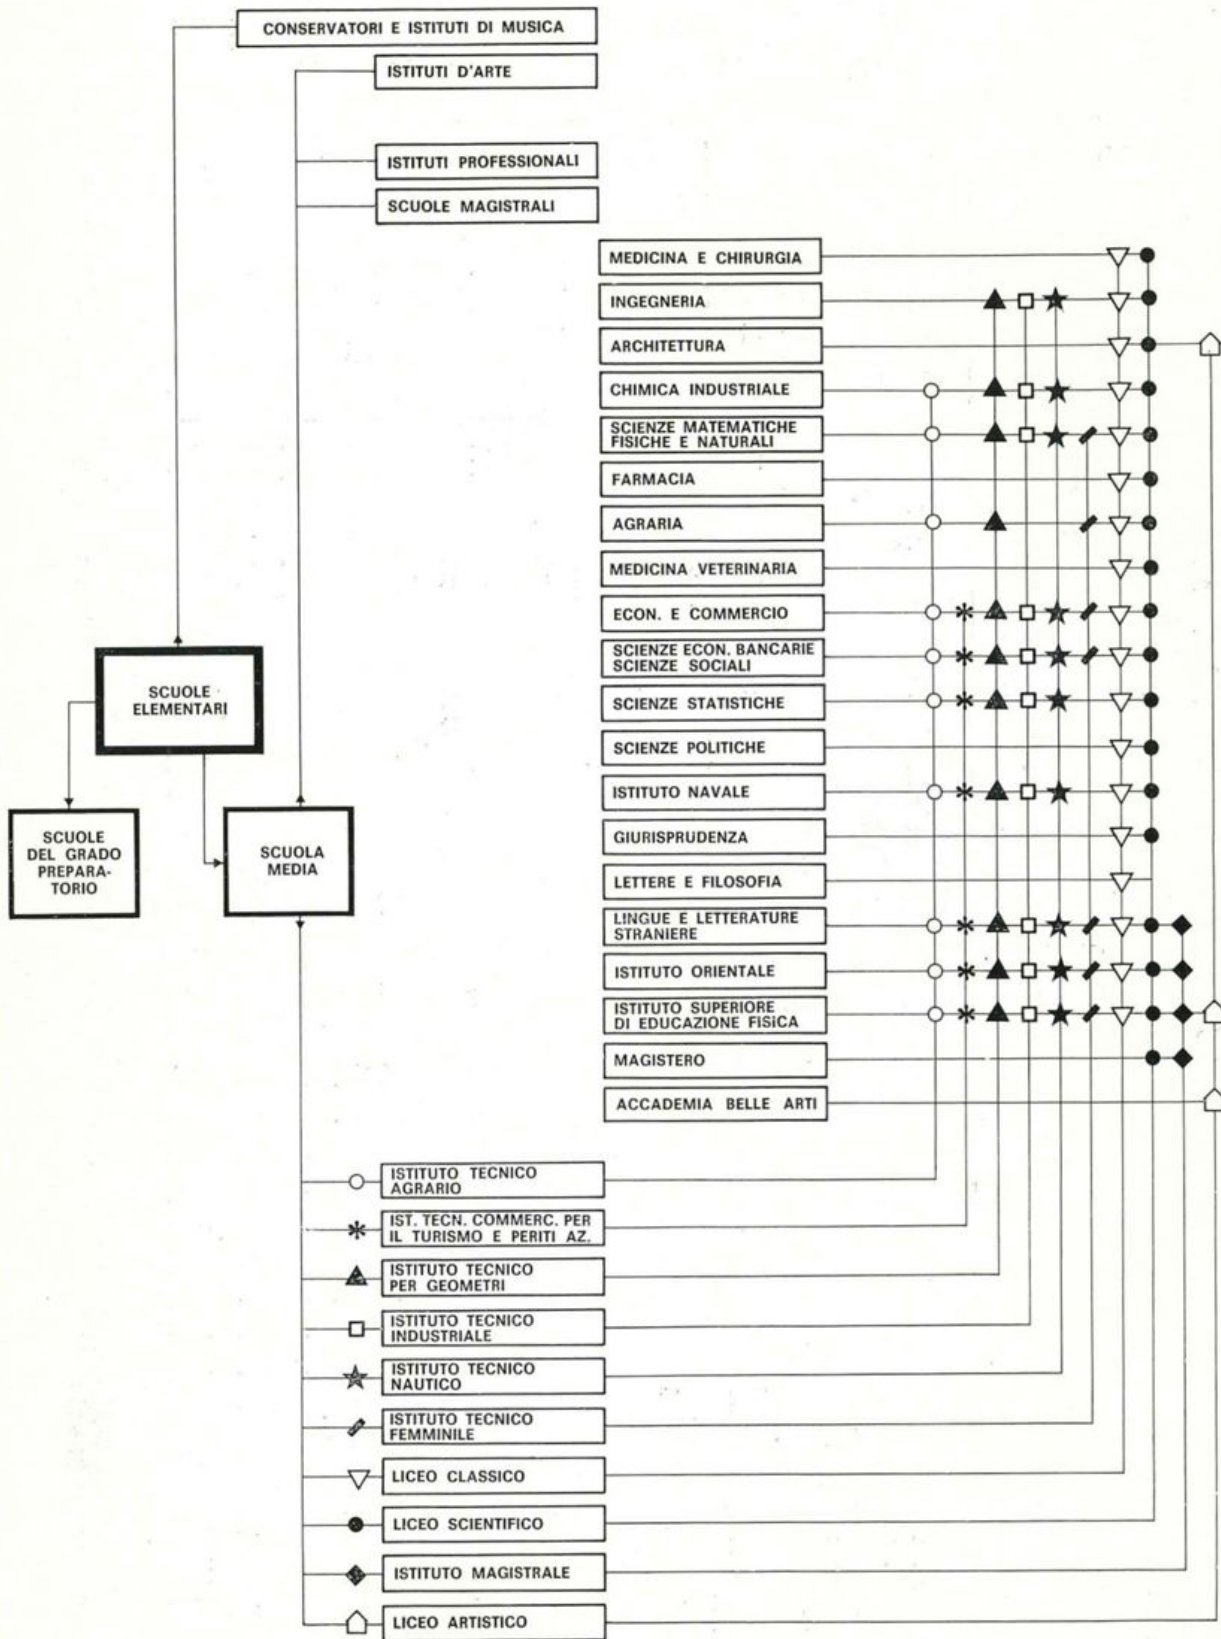 CONSERVATORI E ISTITUTI DI MUSICA
ISTITUTI D'ARTE
ISTITUTI PROFESSIONALI
SCUOLE MAGISTRALI
MEDICINA E CHIRURGIA
INGEGNERIA
ARCHITETTURA
CHIMICA INDUSTRIALE
SCIENZE MATEMATICHE
FISICHE E NATURALI
FARMACIA
AGRARIA
MEDICINA VETERINARIA
ECON. E COMMERCIO
SCIENZE ECON. BANCARIE
SCIENZE SOCIALI
SCIENZE STATISTICHE
SCIENZE POLITICHE
ISTITUTO NAVALE
GIURISPRUDENZA
LETTERE E FILOSOFIA
LINGUE E LETTERATURE
STRANIERE
ISTITUTO ORIENTALE
ISTITUTO SUPERIORE
DI EDUCAZIONE FISICA
MAGISTERO
ACCADEMIA BELLE ARTI
SCUOLE
ELEMENTARI
SCUOLE
DEL GRADO
PREPARA-
TORIO
SCUOLA
MEDIA
ISTITUTO TECNICO
AGRARIO
IST. TECN. COMMERC. PER
IL TURISMO E PERITI AZ.
ISTITUTO TECNICO
PER GEOMETRI
ISTITUTO TECNICO
INDUSTRIALE
ISTITUTO TECNICO
NAUTICO
ISTITUTO TECNICO
FEMMINILE
LICEO CLASSICO
LICEO SCIENTIFICO
ISTITUTO MAGISTRALE
LICEO ARTISTICO